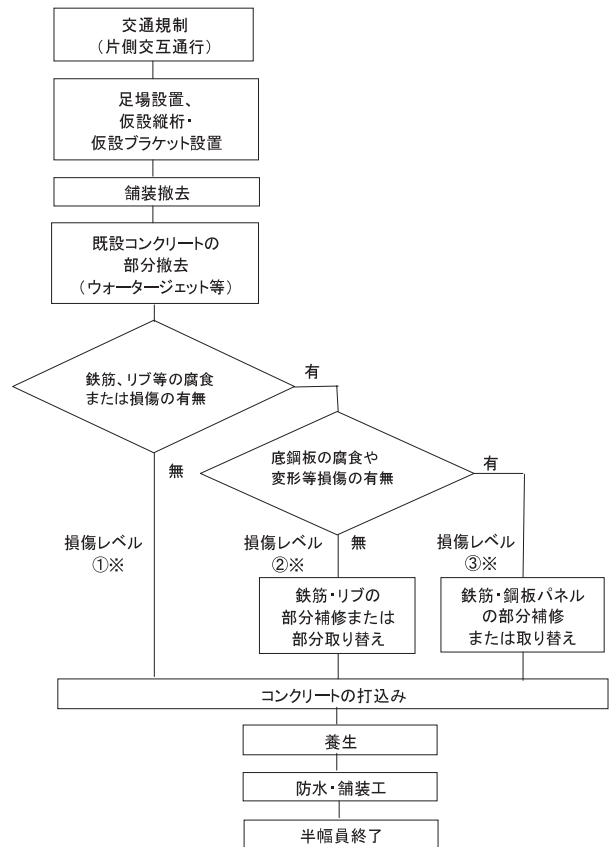 交通規制
(片側交互通行)
足場設置、
仮設縦桁・
仮設ブラケット設置
舗装撤去
既設コンクリートの
部分撤去
(ウォータージェット等)
鉄筋、リブ等の腐食
または損傷の有無
有
無
底鋼板の腐食や
変形等損傷の有無
有
無
損傷レベル
①※
損傷レベル
②※
損傷レベル
③※
鉄筋・リブの
部分補修または
部分取り替え
鉄筋・鋼板パネル
の部分補修
または取り替え
コンクリートの打込み
養生
防水・舗装工
半幅員終了